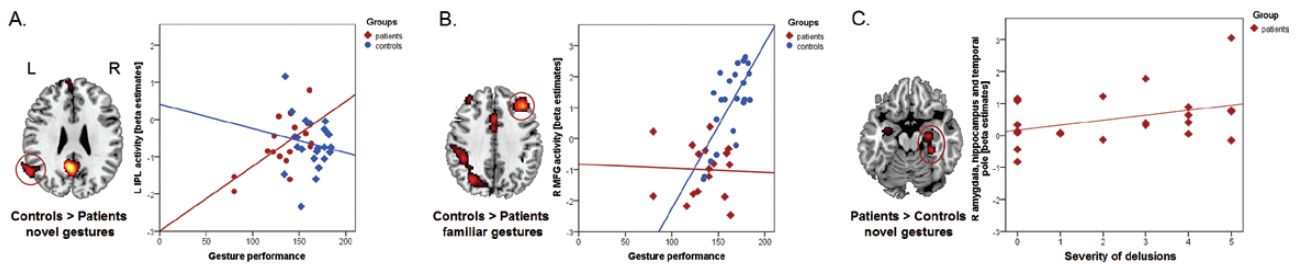 A.
L R
Controls > Patients
novel gestures
Groups
patients
controls
L IPL activity [beta estimates]
2
1
0
-1
-2
-3
0 50 100 150 200
Gesture performance
B.
Controls > Patients
familiar gestures
Groups
patients
controls
R MFG activity [beta estimates]
3
2
1
0
-1
-2
-3
0 50 100 150 200
Gesture performance
C.
Patients > Controls
novel gestures
Group
patients
R amygdala, hippocampus and temporal
pole [beta estimates]
3
2
1
0
-1
-2
-3
0 1 2 3 4 5
Severity of delusions